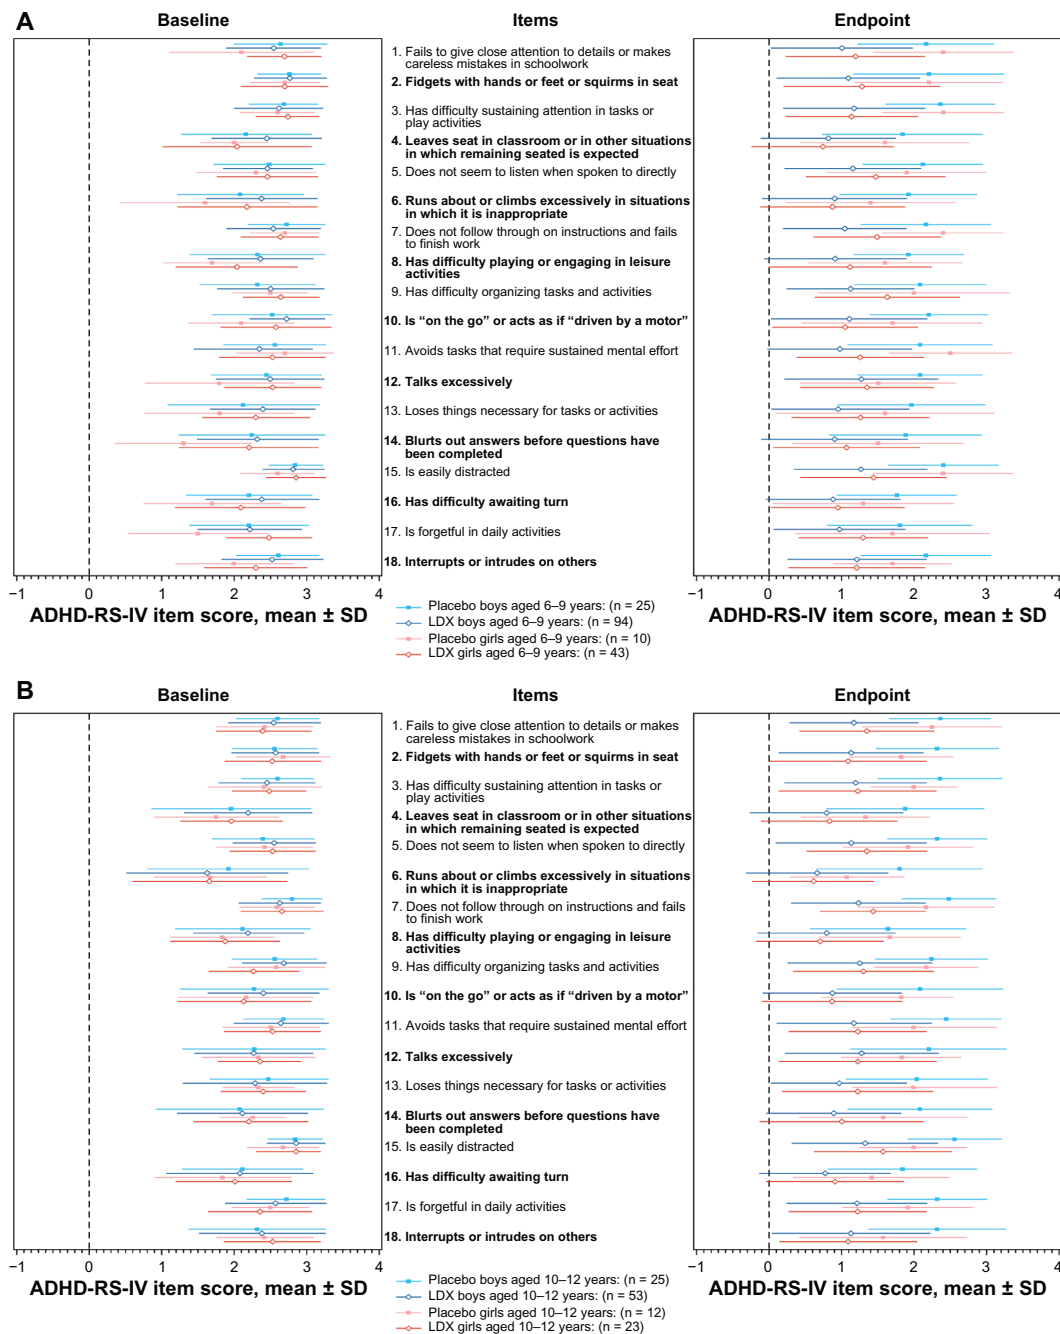 A
Baseline
Items
Endpoint
1. Fails to give close attention to details or makes
careless mistakes in schoolwork
2. Fidgets with hands or feet or squirms in seat
3. Has difficulty sustaining attention in tasks or
play activities
4. Leaves seat in classroom or in other situations
in which remaining seated is expected
5. Does not seem to listen when spoken to directly
6. Runs about or climbs excessively in situations
in which it is inappropriate
7. Does not follow through on instructions and fails
to finish work
8. Has difficulty playing or engaging in leisure
activities
9. Has difficulty organizing tasks and activities
10. Is “on the go” or acts as if “driven by a motor”
11. Avoids tasks that require sustained mental effort
12. Talks excessively
13. Loses things necessary for tasks or activities
14. Blurts out answers before questions have
been completed
15. Is easily distracted
16. Has difficulty awaiting turn
17. Is forgetful in daily activities
18. Interrupts or intrudes on others
–1 0 1 2 3 4
–1 0 1 2 3 4
ADHD-RS-IV item score, mean ± SD
ADHD-RS-IV item score, mean ± SD
Placebo boys aged 6–9 years: (n = 25)
LDX boys aged 6–9 years: (n = 94)
Placebo girls aged 6–9 years: (n = 10)
LDX girls aged 6–9 years: (n = 43)
B
Baseline
Items
Endpoint
1. Fails to give close attention to details or makes
careless mistakes in schoolwork
2. Fidgets with hands or feet or squirms in seat
3. Has difficulty sustaining attention in tasks or
play activities
4. Leaves seat in classroom or in other situations
in which remaining seated is expected
5. Does not seem to listen when spoken to directly
6. Runs about or climbs excessively in situations
in which it is inappropriate
7. Does not follow through on instructions and fails
to finish work
8. Has difficulty playing or engaging in leisure
activities
9. Has difficulty organizing tasks and activities
10. Is “on the go” or acts as if “driven by a motor”
11. Avoids tasks that require sustained mental effort
12. Talks excessively
13. Loses things necessary for tasks or activities
14. Blurts out answers before questions have
been completed
15. Is easily distracted
16. Has difficulty awaiting turn
17. Is forgetful in daily activities
18. Interrupts or intrudes on others
–1 0 1 2 3 4
–1 0 1 2 3 4
ADHD-RS-IV item score, mean ± SD
ADHD-RS-IV item score, mean ± SD
Placebo boys aged 10–12 years: (n = 25)
LDX boys aged 10–12 years: (n = 53)
Placebo girls aged 10–12 years: (n = 12)
LDX girls aged 10–12 years: (n = 23)